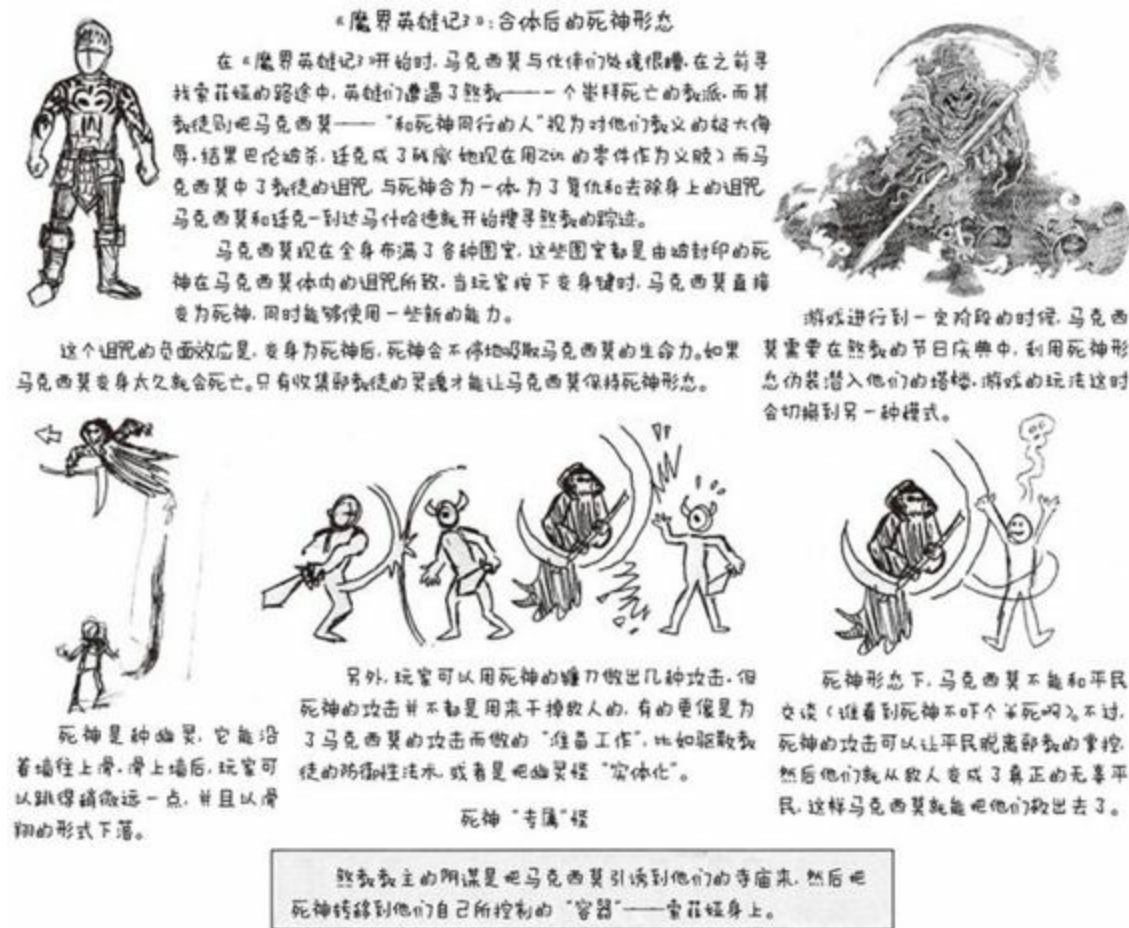 《魔界英雄记3》：合体后的死神形态
在《魔界英雄记3》开始时，马克西莫与伙伴们处境很糟，在之前寻
找索菲娅的路途中，英雄们遭遇了煞教——一个崇拜死亡的教派，而其
教徒则把马克西莫——“和死神同行的人”视为对他们教义的极大侮
辱，结果巴伦被杀，廷克成了残废（她现在用Zin的零件作为义肢）而马
克西莫中了教徒的诅咒，与死神合为一体，为了复仇和去除身上的诅咒
马克西莫和廷克一到达马什哈德就开始搜寻煞教的踪迹。
马克西莫现在全身布满了各种图案，这些图案都是由被封印的死
神在马克西莫体内的诅咒所致，当玩家按下变身键时，马克西莫直接
变为死神，同时能够使用一些新的能力。
这个诅咒的负面效应是，变身为死神后，死神会不停地吸取马克西莫的生命力。如果
马克西莫变身太久就会死亡。只有收集邪教徒的灵魂才能让马克西莫保持死神形态。
游戏进行到一定阶段的时候，马克西
莫需要在煞教的节日庆典中，利用死神形
态伪装潜入他们的塔楼，游戏的玩法这时
会切换到另一种模式。
死神是种幽灵，它能沿
着墙往上滑，滑上墙后，玩家可
以跳得稍微远一点，并且以滑
翔的形式下落。
另外，玩家可以用死神的镰刀做出几种攻击，但
死神的攻击并不都是用来干掉敌人的，有的更像是为
了马克西莫的攻击而做的“准备工作”，比如驱散教
徒的防御性法术，或者是把幽灵怪“实体化”。
死神“专属”怪
死神形态下，马克西莫不能和平民
交谈（谁看到死神不吓个半死啊）。不过，
死神的攻击可以让平民脱离邪教的掌控，
然后他们就从敌人变成了真正的无辜平
民，这样马克西莫就能把他们救出去了。
煞教教主的阴谋是把马克西莫引诱到他们的寺庙来，然后把
死神转移到他们自己所控制的“容器”——索菲娅身上。